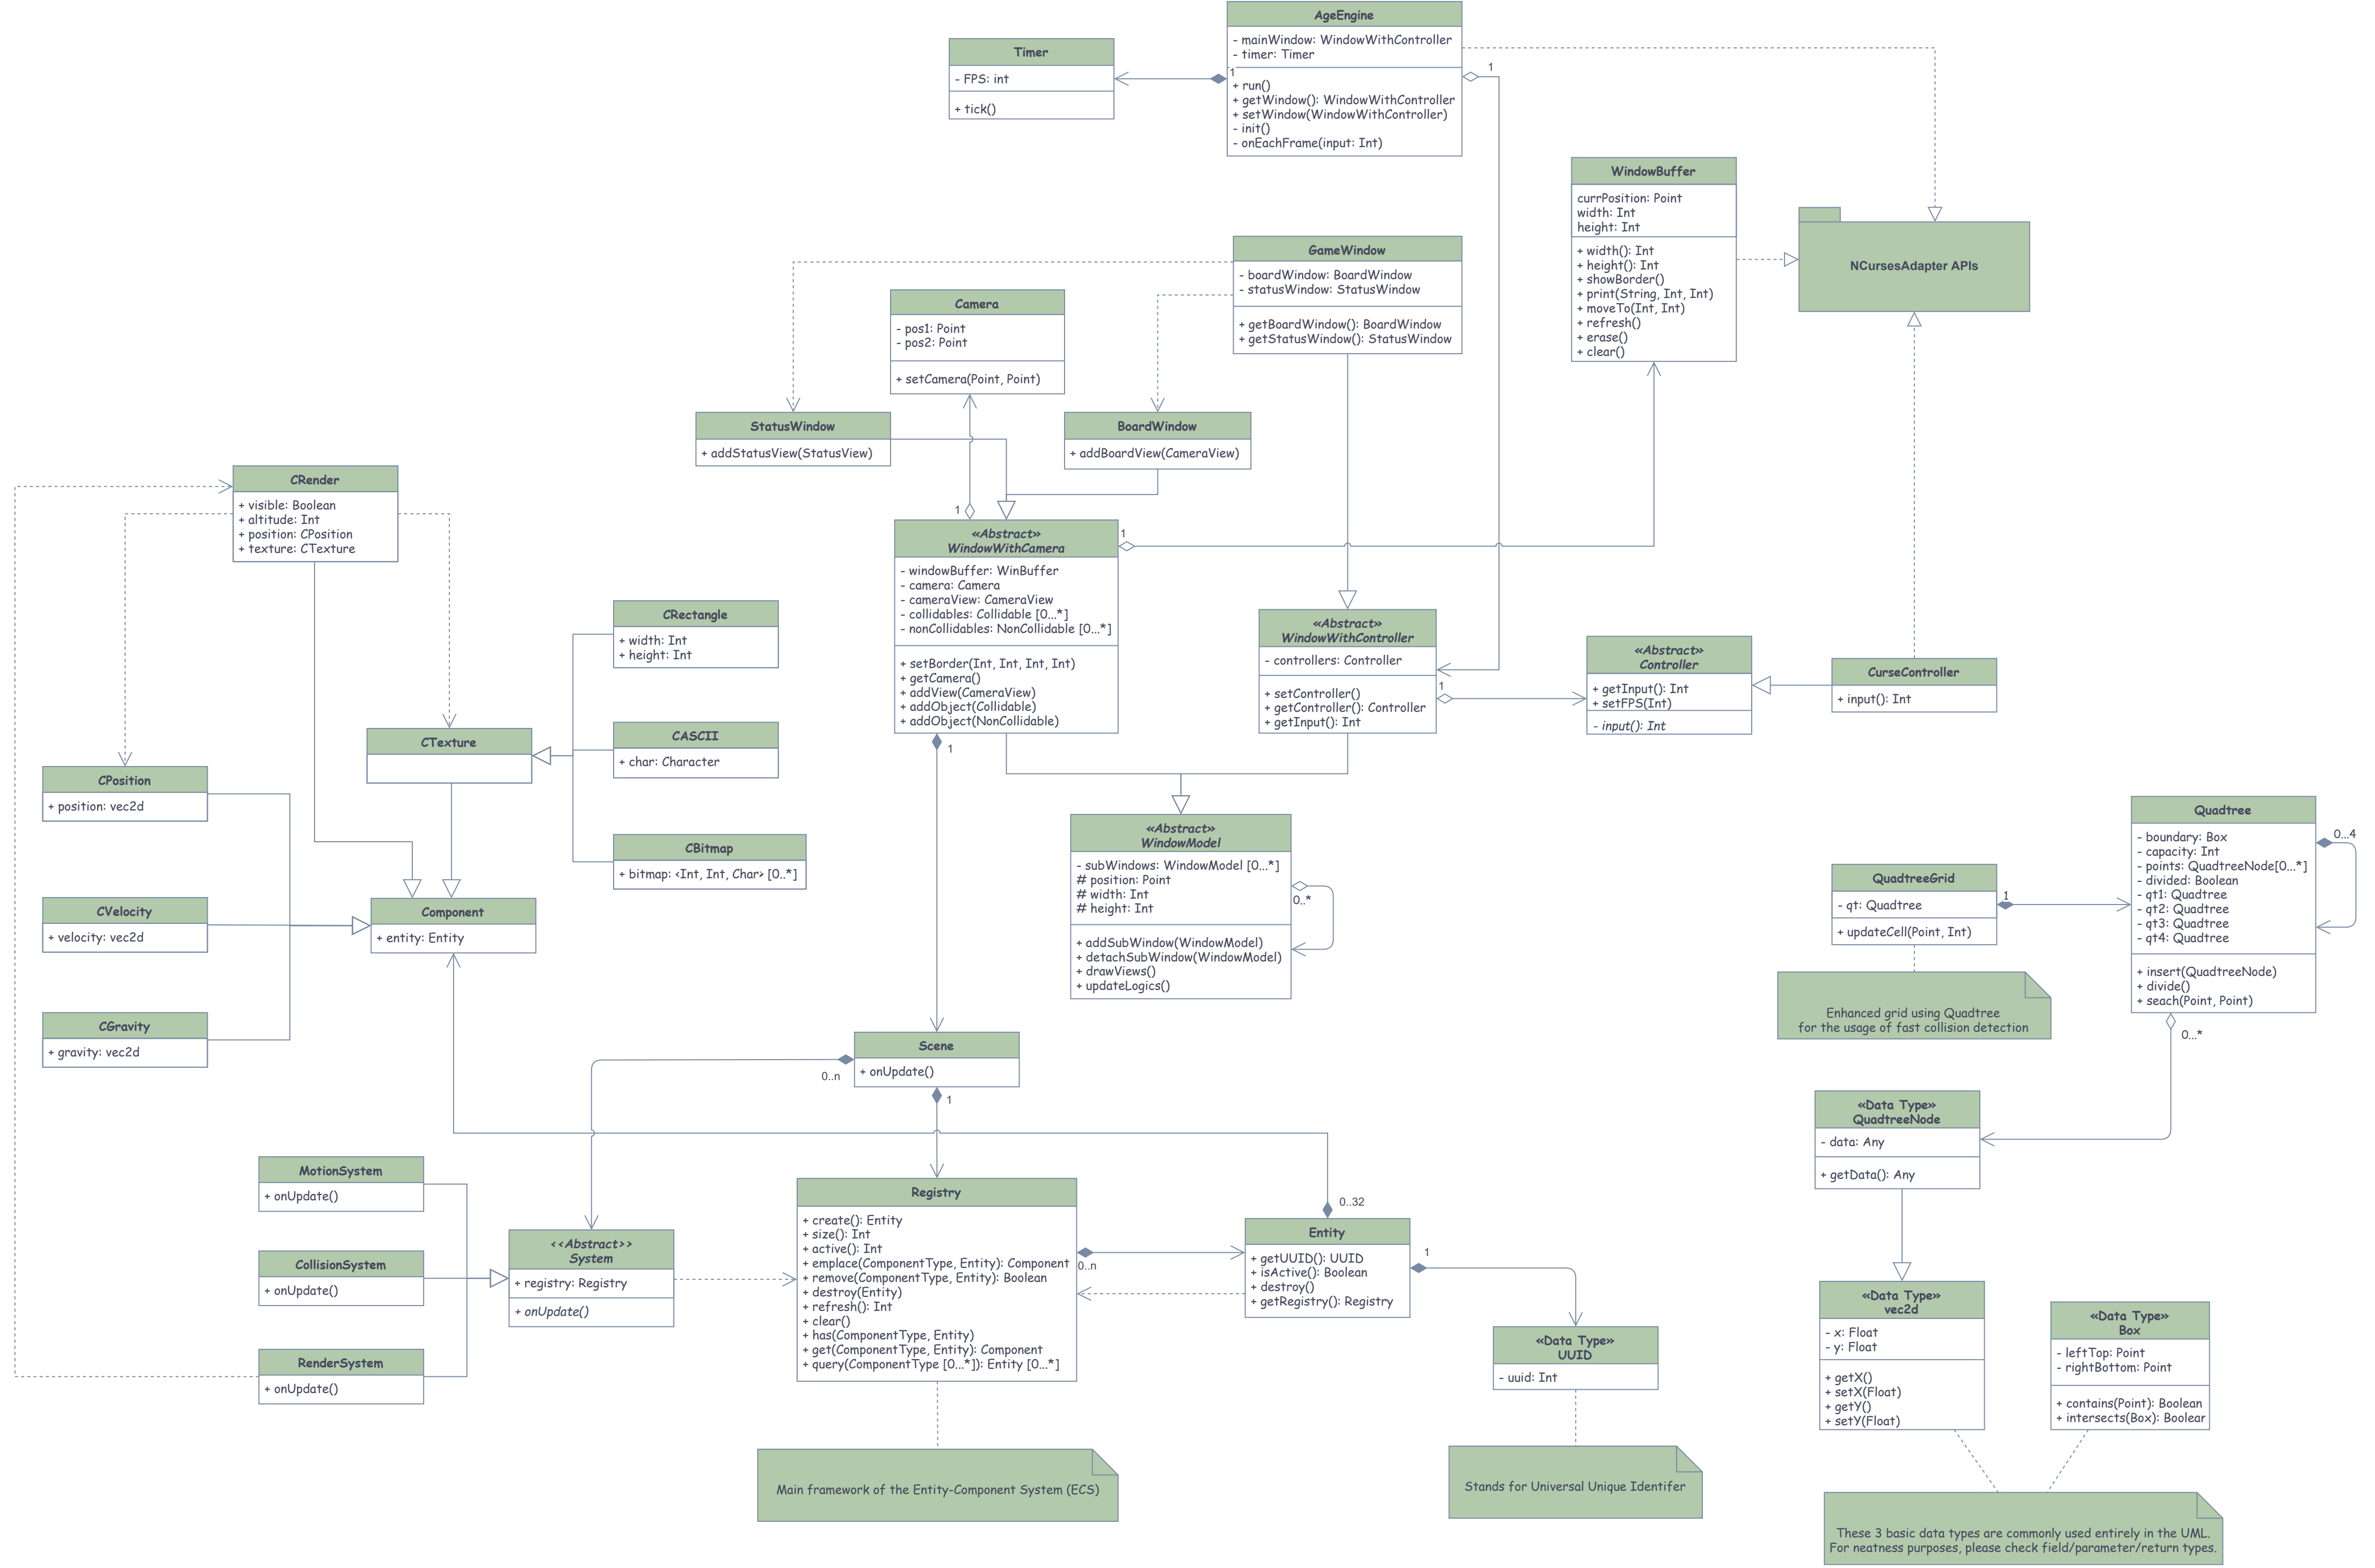 AgeEngine
- mainWindow: WindowWithController
- timer: Timer
1
+ run()
+ getWindow(): WindowWithController
+ setWindow(WindowWithController)
- init()
- onEachFrame(input: Int)
1
Timer
- FPS: int
+ tick()
WindowBuffer
currPosition: Point
width: Int
height: Int
+ width(): Int
+ height(): Int
+ showBorder()
+ print(String, Int, Int)
+ moveTo(Int, Int)
+ refresh()
+ erase()
+ clear()
NCursesAdapter APIs
GameWindow
- boardWindow: BoardWindow
- statusWindow: StatusWindow
+ getBoardWindow(): BoardWindow
+ getStatusWindow(): StatusWindow
Camera
- pos1: Point
- pos2: Point
+ setCamera(Point, Point)
StatusWindow
+ addStatusView(StatusView)
BoardWindow
+ addBoardView(CameraView)
CRender
+ visible: Boolean
+ altitude: Int
+ position: CPosition
+ texture: CTexture
1
1
«Abstract»
WindowWithCamera
- windowBuffer: WinBuffer
- camera: Camera
- cameraView: CameraView
- collidables: Collidable [0...*]
- nonCollidables: NonCollidable [0...*]
+ setBorder(Int, Int, Int, Int)
+ getCamera()
+ addView(CameraView)
+ addObject(Collidable)
+ addObject(NonCollidable)
1
«Abstract»
WindowWithController
- controllers: Controller
+ setController()
+ getController(): Controller
+ getInput(): Int
1
«Abstract»
Controller
+ getInput(): Int
+ setFPS(Int)
- input(): Int
CurseController
+ input(): Int
CRectangle
+ width: Int
+ height: Int
CASCII
+ char: Character
CBitmap
+ bitmap: <Int, Int, Char> [0..*]
CTexture
CPosition
+ position: vec2d
CVelocity
+ velocity: vec2d
CGravity
+ gravity: vec2d
Component
+ entity: Entity
«Abstract»
WindowModel
- subWindows: WindowModel [0...*]
# position: Point
# width: Int
# height: Int
+ addSubWindow(WindowModel)
+ detachSubWindow(WindowModel)
+ drawViews()
+ updateLogics()
0..*
Quadtree
- boundary: Box
- capacity: Int
- points: QuadtreeNode[0...*]
- divided: Boolean
- qt1: Quadtree
- qt2: Quadtree
- qt3: Quadtree
- qt4: Quadtree
+ insert(QuadtreeNode)
+ divide()
+ seach(Point, Point)
0...4
0...*
QuadtreeGrid
- qt: Quadtree
+ updateCell(Point, Int)
1
Enhanced grid using Quadtree
for the usage of fast collision detection
Scene
+ onUpdate()
0..n
1
«Data Type»
QuadtreeNode
- data: Any
+ getData(): Any
MotionSystem
+ onUpdate()
CollisionSystem
+ onUpdate()
RenderSystem
+ onUpdate()
<<Abstract>>
System
+ registry: Registry
+ onUpdate()
Registry
+ create(): Entity
+ size(): Int
+ active(): Int
+ emplace(ComponentType, Entity): Component
+ remove(ComponentType, Entity): Boolean
+ destroy(Entity)
+ refresh(): Int
+ clear()
+ has(ComponentType, Entity)
+ get(ComponentType, Entity): Component
+ query(ComponentType [0...*]): Entity [0...*]
0..n
0..32
Entity
+ getUUID(): UUID
+ isActive(): Boolean
+ destroy()
+ getRegistry(): Registry
1
«Data Type»
UUID
- uuid: Int
«Data Type»
vec2d
- x: Float
- y: Float
+ getX()
+ setX(Float)
+ getY()
+ setY(Float)
«Data Type»
Box
- leftTop: Point
- rightBottom: Point
+ contains(Point): Boolean
+ intersects(Box): Boolear
Main framework of the Entity-Component System (ECS)
Stands for Universal Unique Identifer
These 3 basic data types are commonly used entirely in the UML.
For neatness purposes, please check field/parameter/return types.